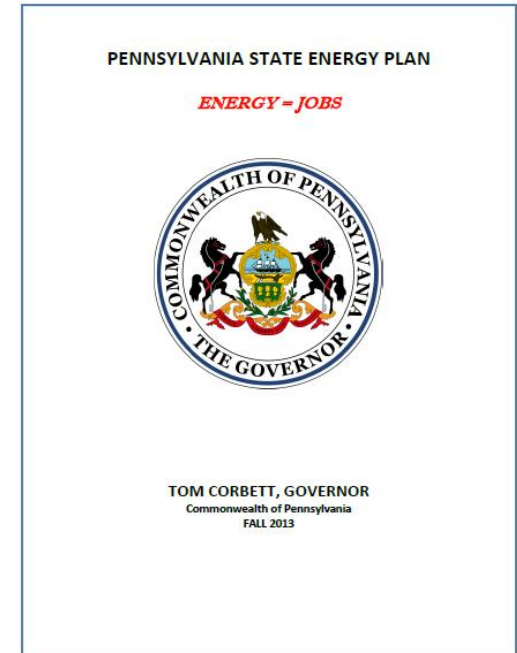 PENNSYLVANIA STATE ENERGY PLAN
ENERGY = JOBS
COMMONWEALTH OF PENNSYLVANIA
• THE GOVERNOR •
TOM CORBETT, GOVERNOR
Commonwealth of Pennsylvania
FALL 2013